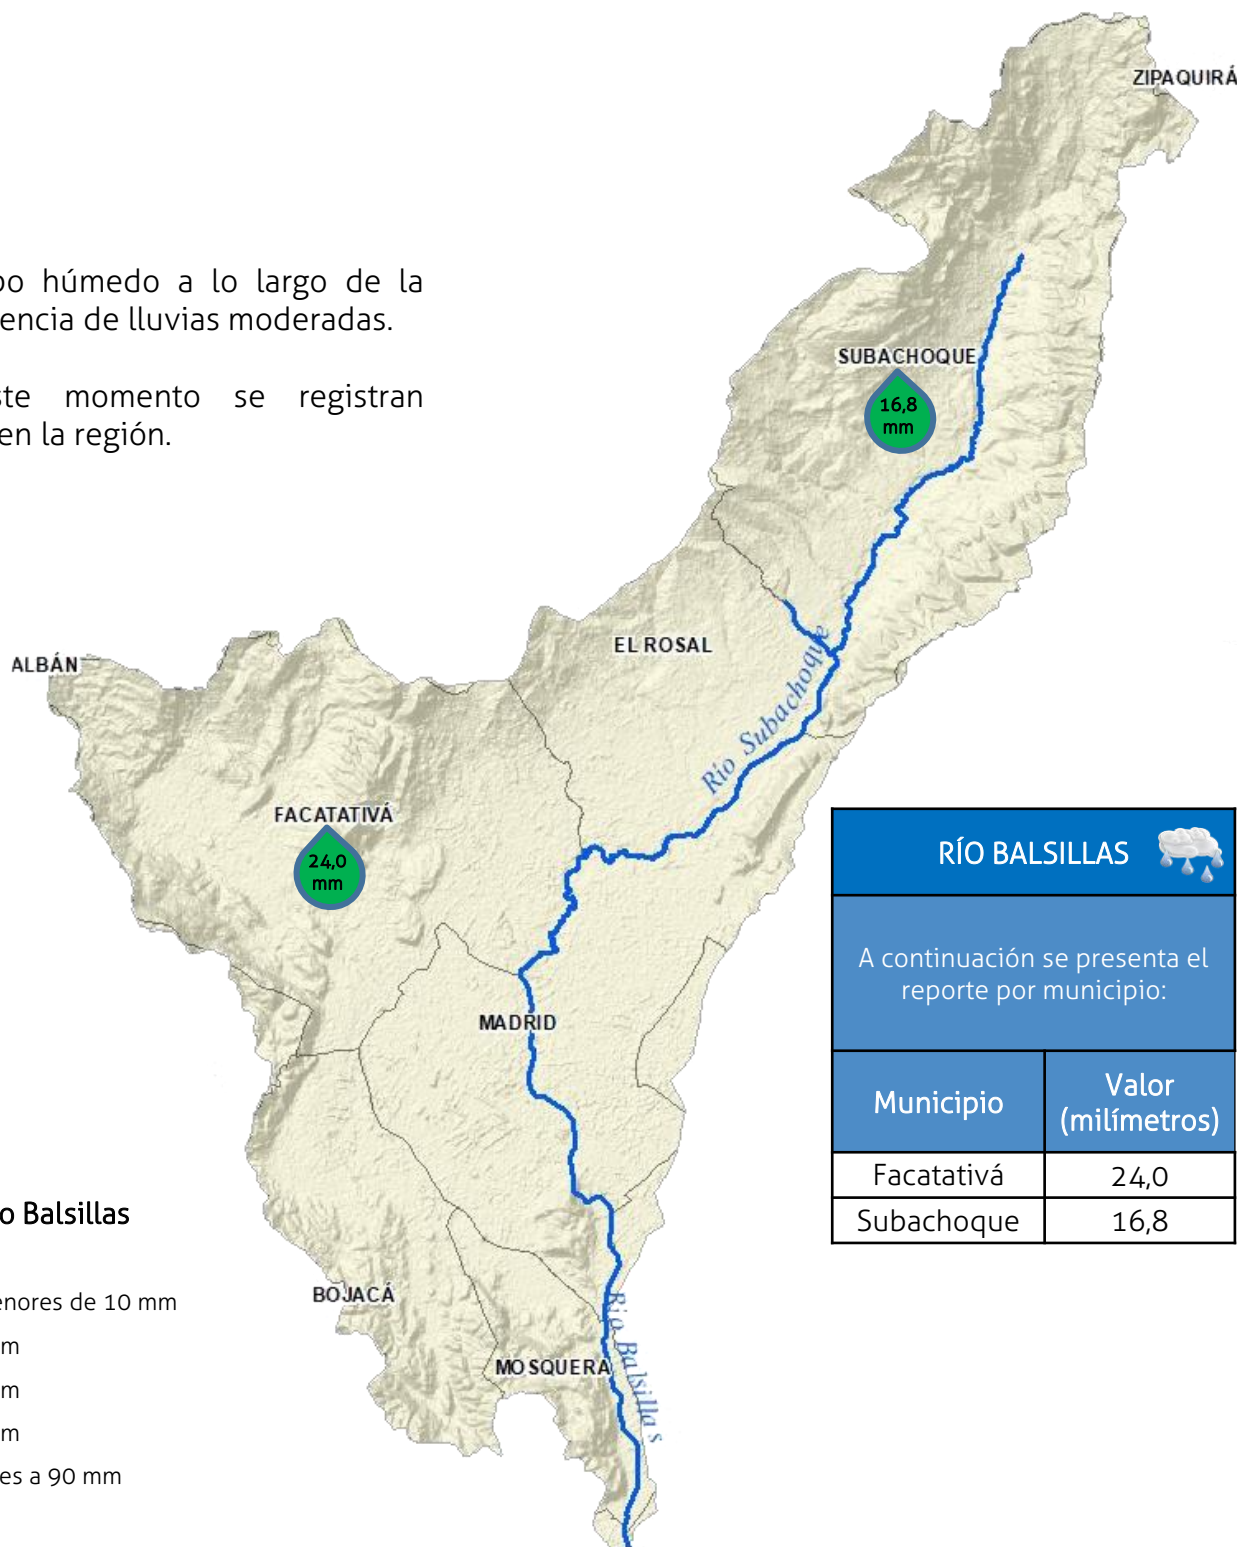 ZIPAQUIRÁ
húmedo a lo largo de la
de lluvias moderadas.
momento se registran
en la región.
SUBACHOQUE
16,8
mm
EL ROSAL
ALBÁN
Río Subachoque
FACATATIVÁ
24,0
mm
MADRID
RÍO BALSILLAS
A continuación se presenta el
reporte por municipio:
Municipio
Valor
(milímetros)
Facatativá
24,0
Subachoque
16,8
o Balsillas
BOJACÁ
enores de 10 mm
m
m
m
es a 90 mm
MOSQUERA
Río Balsillas